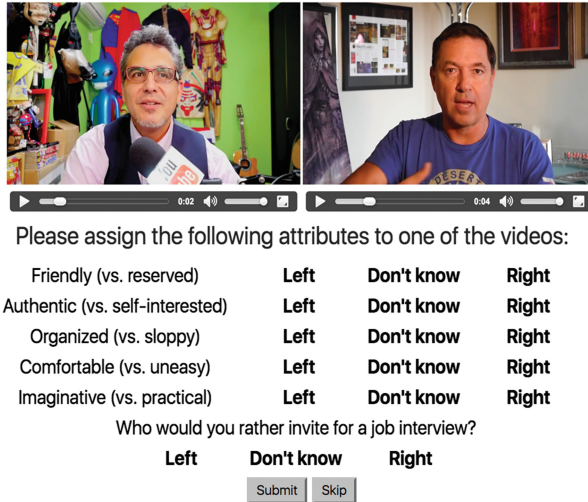 You
Tube
DESERT
0:02
0:04
Please assign the following attributes to one of the videos:
Friendly (vs. reserved) Left Don't know Right
Authentic (vs. self-interested) Left Don't know Right
Organized (vs. sloppy) Left Don't know Right
Comfortable (vs. uneasy) Left Don't know Right
Imaginative (vs. practical) Left Don't know Right
Who would you rather invite for a job interview?
Left Don't know Right
Submit Skip